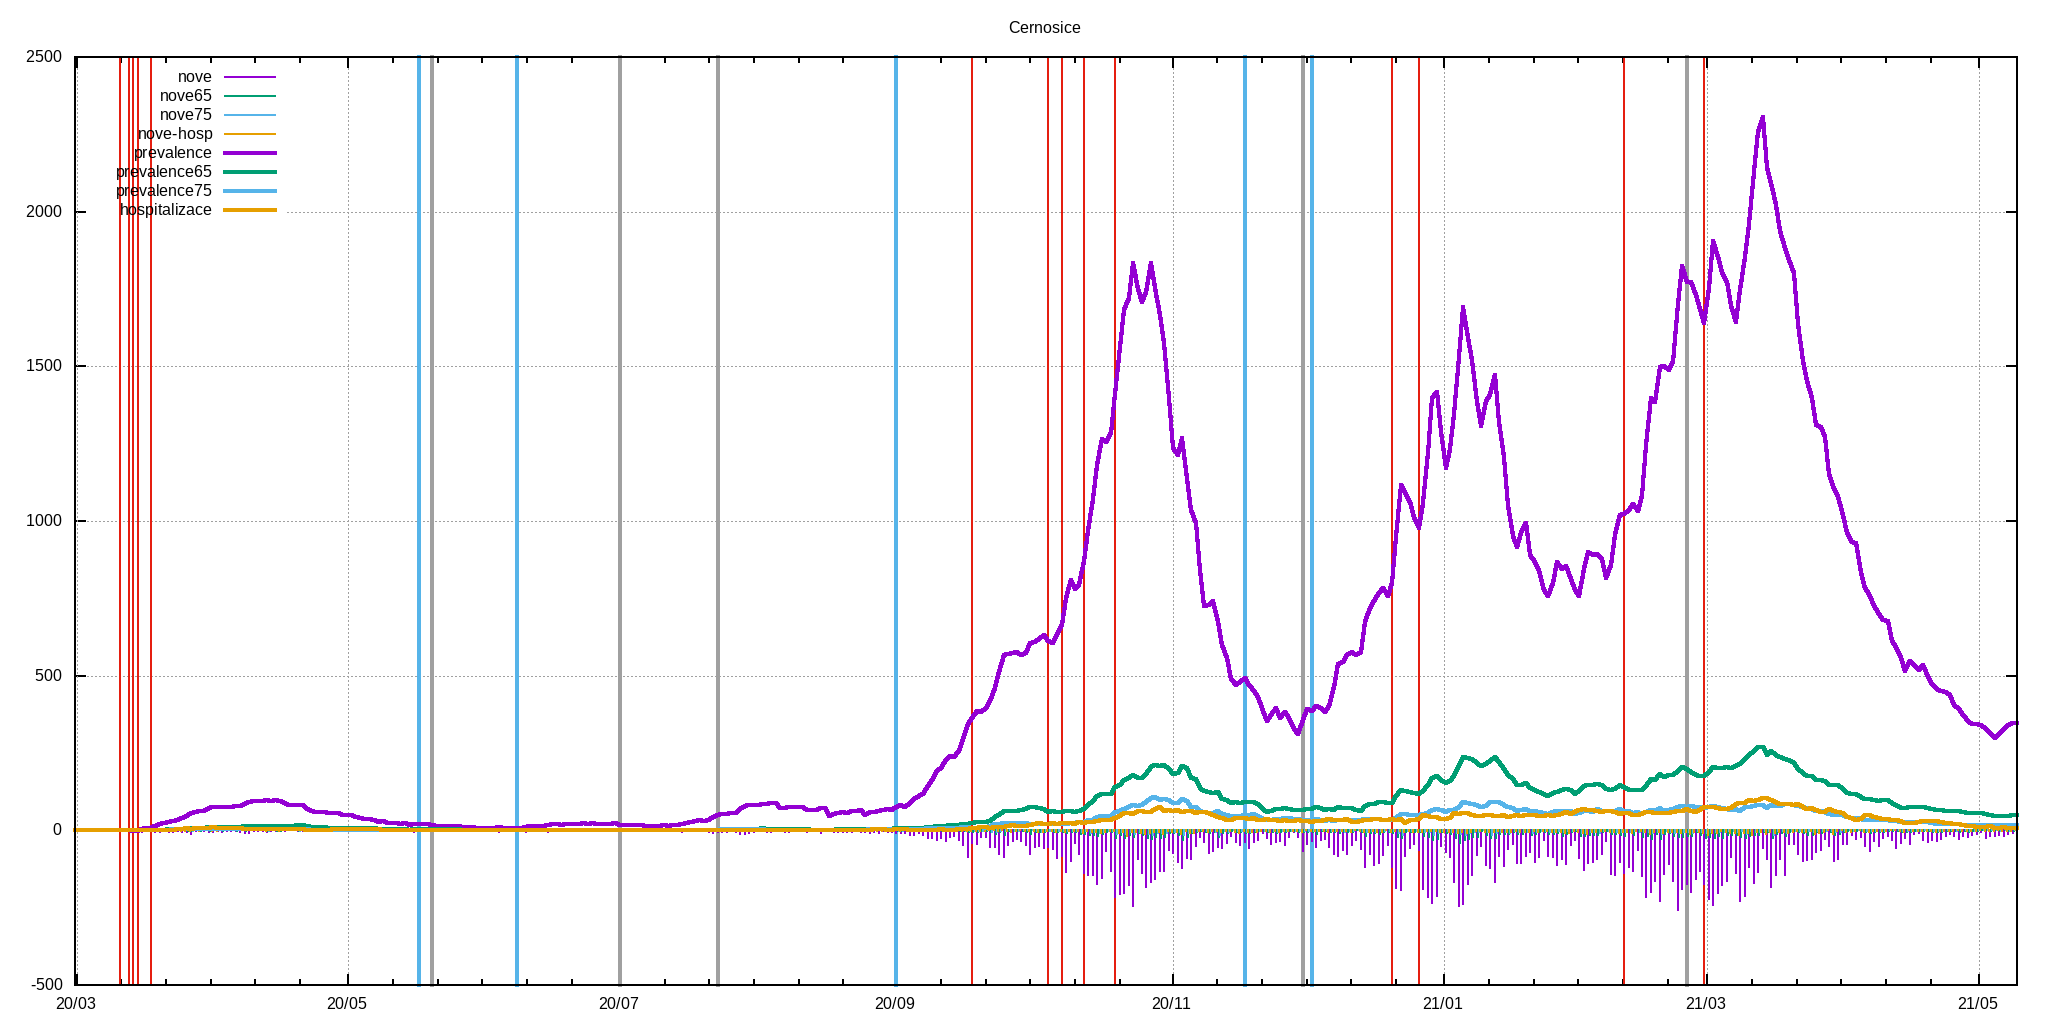 Cernosice
2500
2000
1500
1000
500
0
-500
nove
nove65
nove75
nove-hosp
prevalence
prevalence65
prevalence75
hospitalizace
20/03 20/05 20/07 20/09 20/11 21/01 21/03 21/05